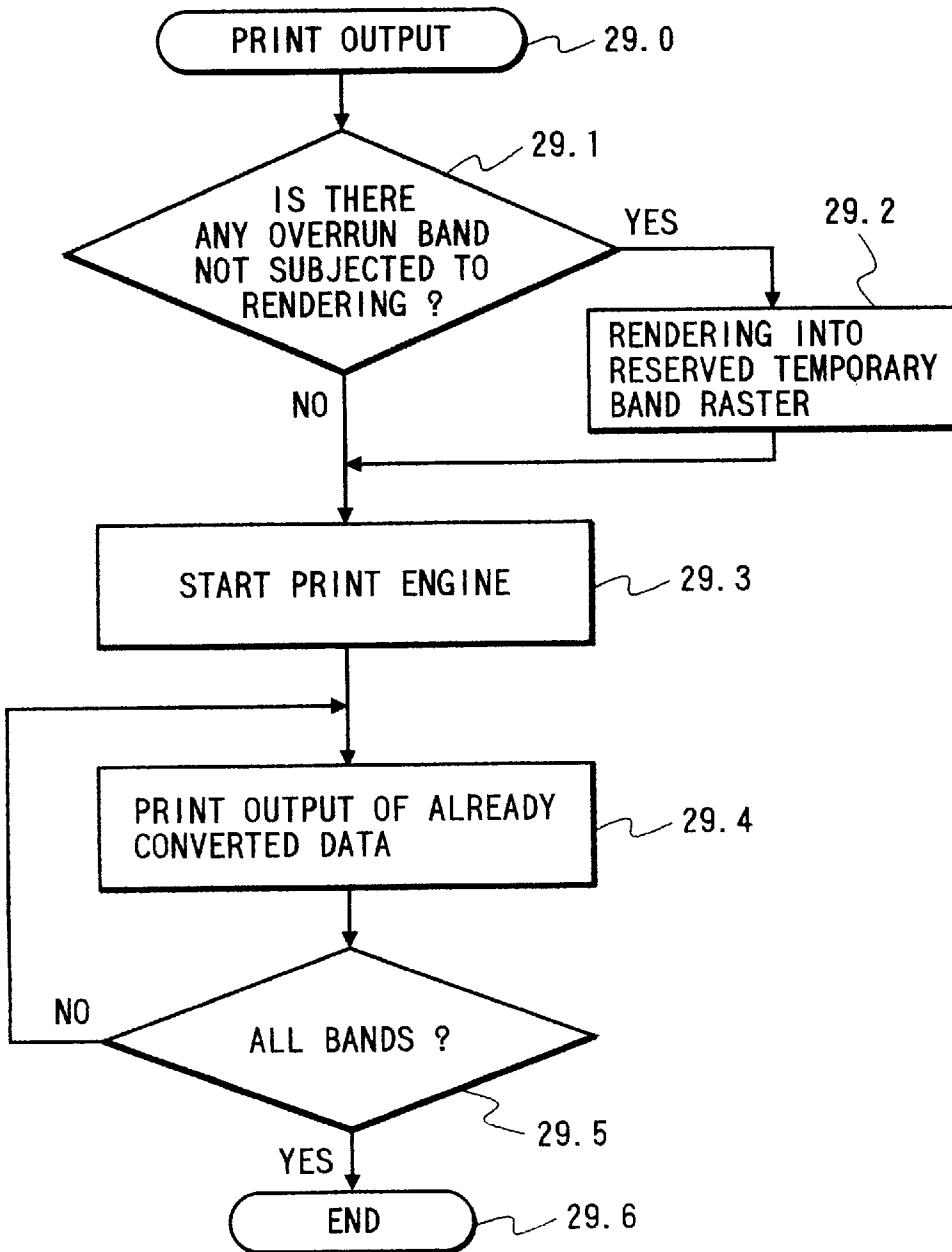 PRINT OUTPUT
29.0
29.1
IS THERE
ANY OVERRUN BAND
NOT SUBJECTED TO
RENDERING ?
YES
29.2
RENDERING INTO
RESERVED TEMPORARY
BAND RASTER
NO
START PRINT ENGINE
29.3
PRINT OUTPUT OF ALREADY
CONVERTED DATA
29.4
NO
ALL BANDS ?
29.5
YES
END
29.6